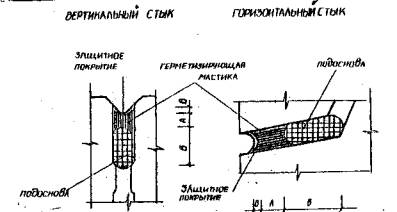 ВЕРТИКАЛЬНЫЙ СТЫК
ГОРИЗОНТАЛЬНЫЙ СТЫК
ЗАЩИТНОЕ
ПОКРЫТИЕ
ГЕРМЕТИЗИРУЮЩАЯ
МАСТИКА
ПОДОСНОВА
В
А
В
ПОДОСНОВА
ЗАЩИТНОЕ
ПОКРЫТИЕ
А
В